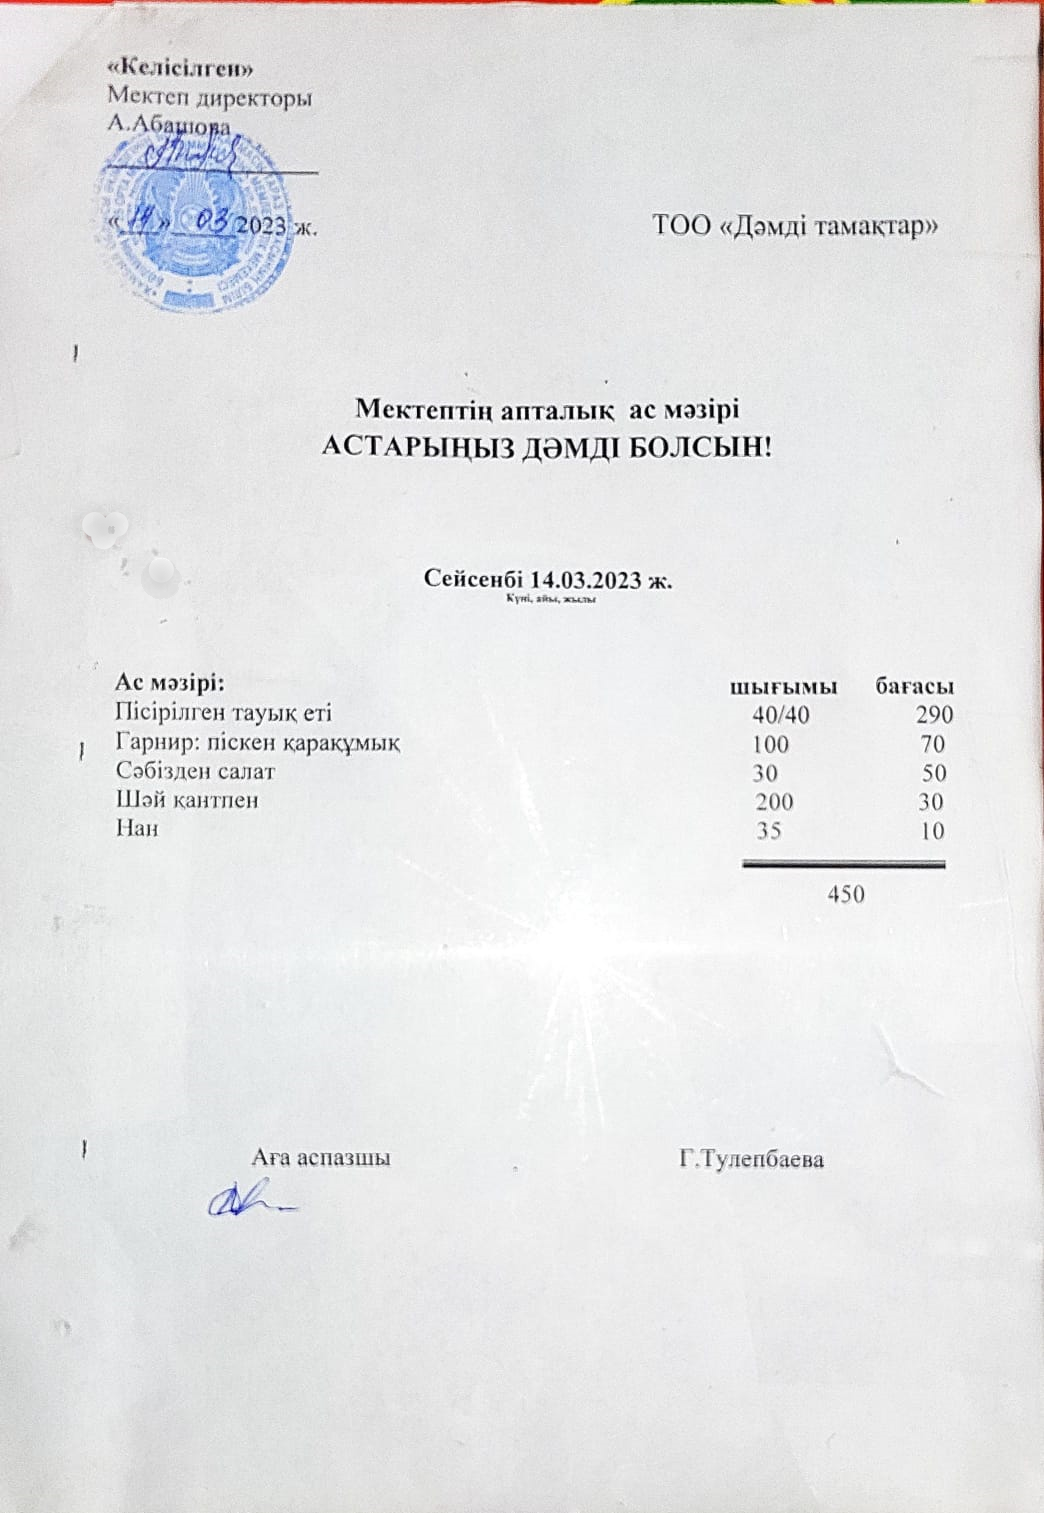 «Келісілген»
Мектеп директоры
А.Абашова
«14» 03 2023 ж.
ТОО «Дәмді тамақтар»
Мектептің апталық ас мәзірі
АСТАРЫҢЫЗ ДӘМДІ БОЛСЫН!
Сейсенбі 14.03.2023 ж.
Күні, айы, жылы
Ас мәзірі: шығымы бағасы
Пісірілген тауық еті 40/40 290
Гарнир: піскен қарақұмық 100 70
Сәбізден салат 30 50
Шәй қантпен 200 30
Нан 35 10
450
Аға аспазшы Г.Тулепбаева